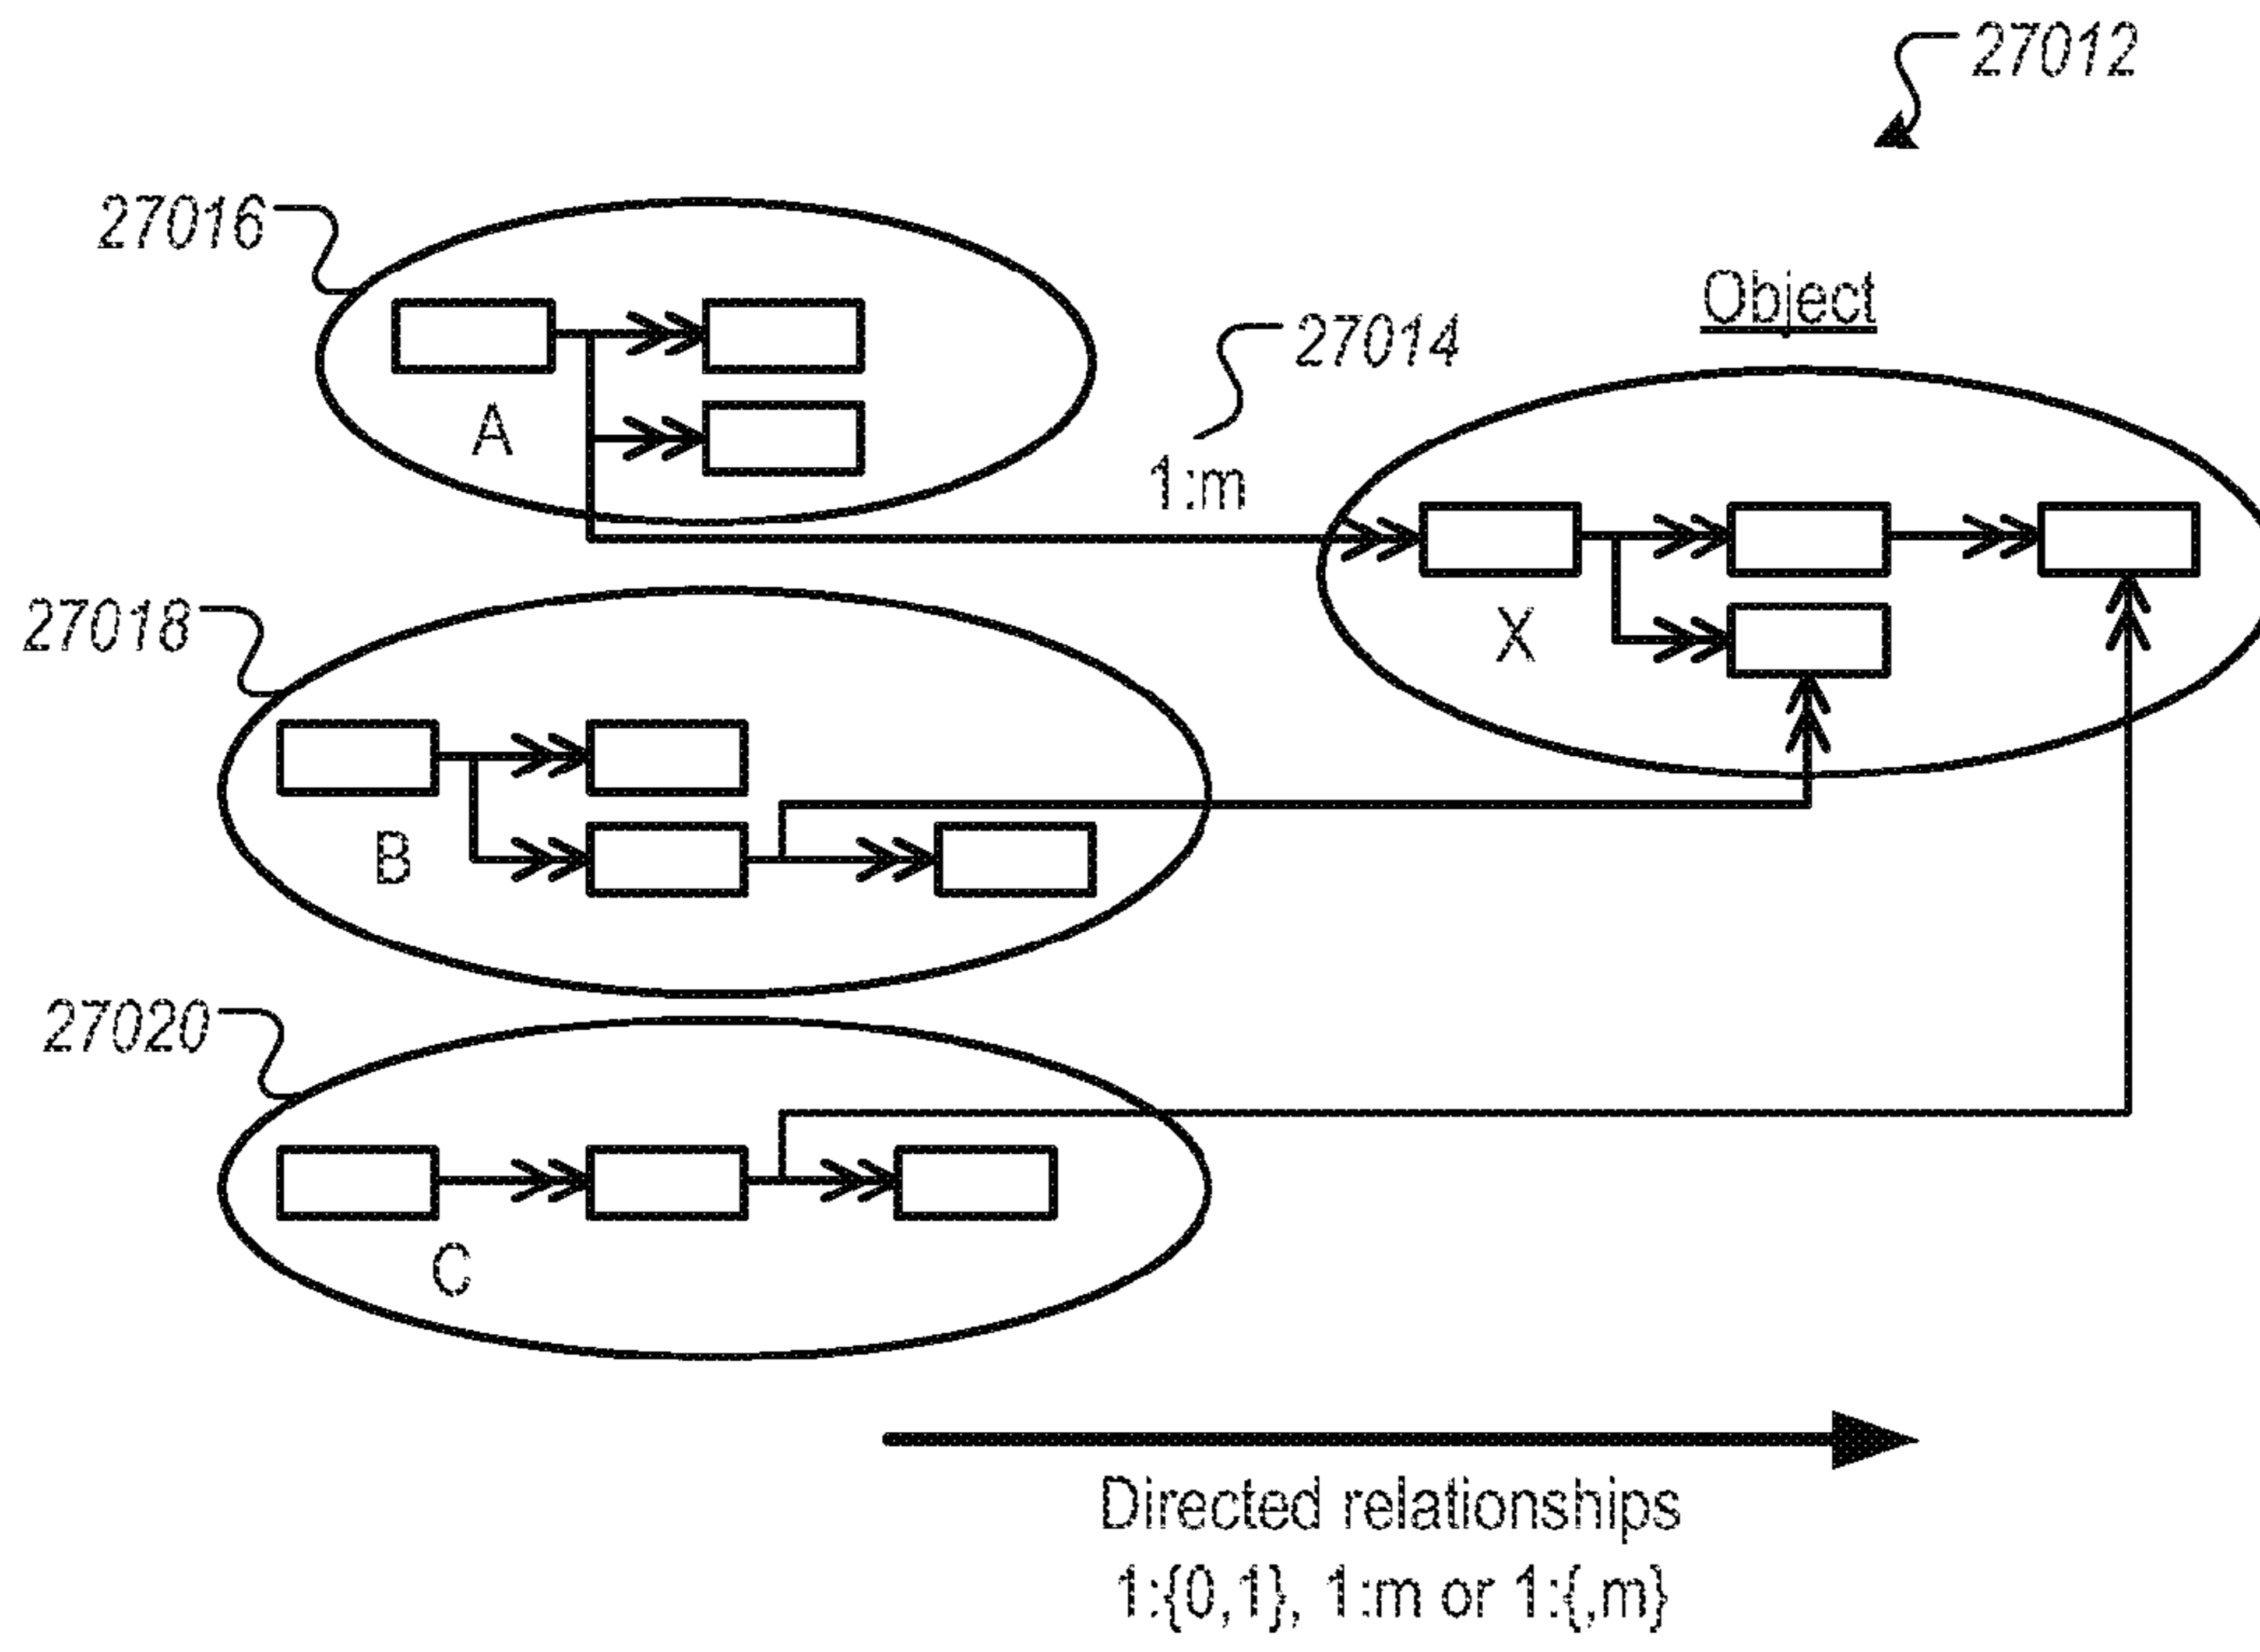 27012
27016
Object
27014
A
1:m
27018
X
B
27020
C
Directed relationships
1:{0,1}, 1:m or 1:{,m}